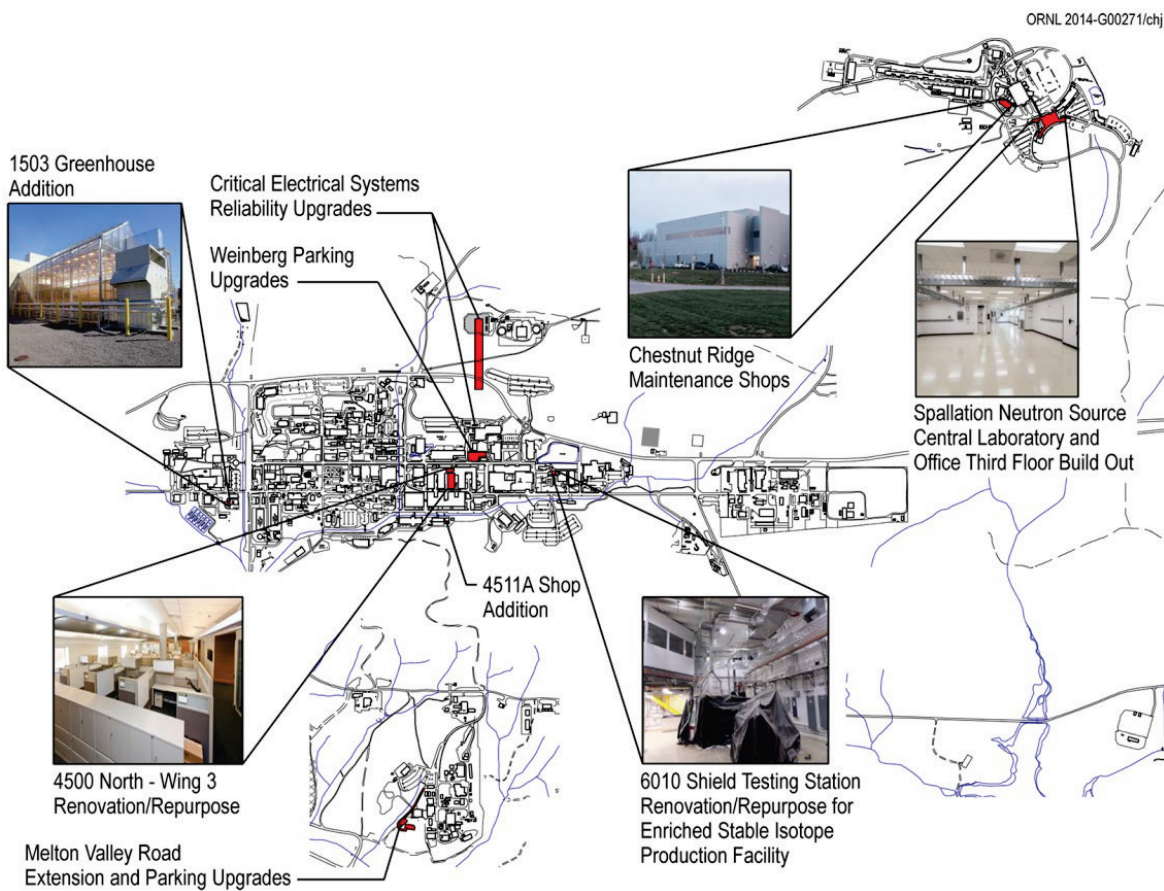 ORNL 2014-G00271/chj
1503 Greenhouse
Addition
Critical Electrical Systems
Reliability Upgrades
Weinberg Parking
Upgrades
Chestnut Ridge
Maintenance Shops
Spallation Neutron Source
Central Laboratory and
Office Third Floor Build Out
4511A Shop
Addition
4500 North - Wing 3
Renovation/Repurpose
6010 Shield Testing Station
Renovation/Repurpose for
Enriched Stable Isotope
Production Facility
Melton Valley Road
Extension and Parking Upgrades